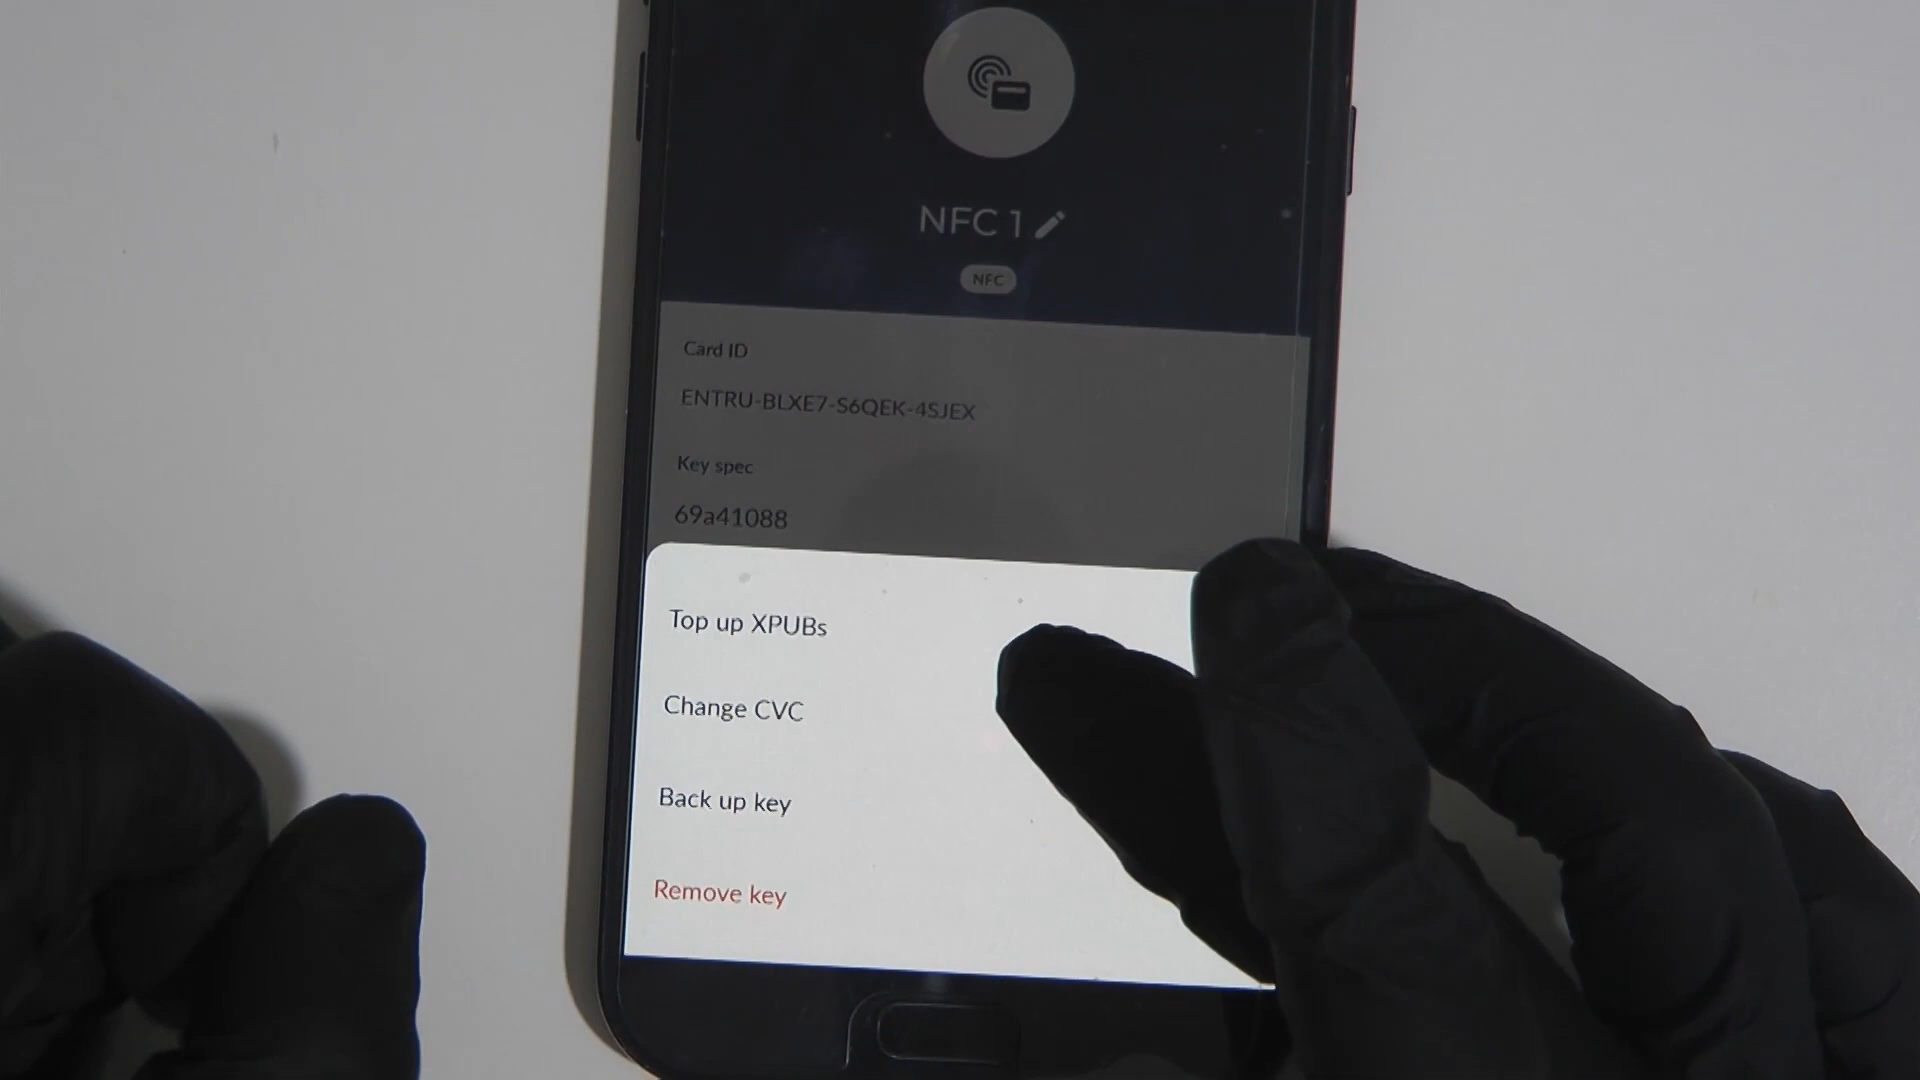 NFC 1
NFC
Card ID
ENTRU-BLXE7-S6QEK-4SJEX
Key spec
69a41088
Top up XPUBs
Change CVC
Back up key
Remove key